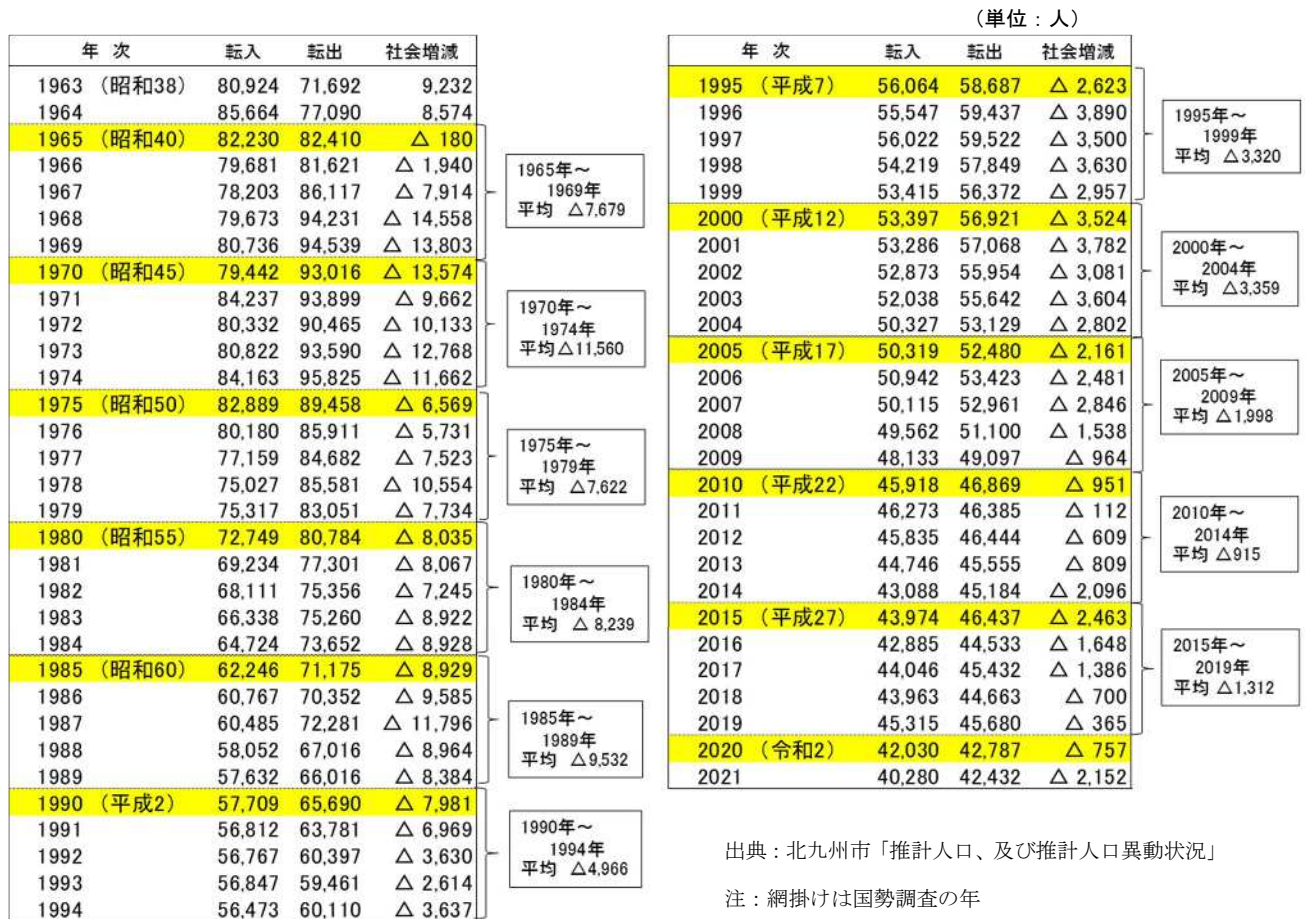 （単位：人）
年 次 転入 転出 社会増減
1963 （昭和38） 80,924 71,692 9,232
1964 85,664 77,090 8,574
1965 （昭和40） 82,230 82,410 △ 180
1966 79,681 81,621 △ 1,940
1967 78,203 86,117 △ 7,914
1968 79,673 94,231 △ 14,558
1969 80,736 94,539 △ 13,803
1965年～
1969年
平均 △7,679
1970 （昭和45） 79,442 93,016 △ 13,574
1971 84,237 93,899 △ 9,662
1972 80,332 90,465 △ 10,133
1973 80,822 93,590 △ 12,768
1974 84,163 95,825 △ 11,662
1970年～
1974年
平均△11,560
1975 （昭和50） 82,889 89,458 △ 6,569
1976 80,180 85,911 △ 5,731
1977 77,159 84,682 △ 7,523
1978 75,027 85,581 △ 10,554
1979 75,317 83,051 △ 7,734
1975年～
1979年
平均 △7,622
1980 （昭和55） 72,749 80,784 △ 8,035
1981 69,234 77,301 △ 8,067
1982 68,111 75,356 △ 7,245
1983 66,338 75,260 △ 8,922
1984 64,724 73,652 △ 8,928
1980年～
1984年
平均 △ 8,239
1985 （昭和60） 62,246 71,175 △ 8,929
1986 60,767 70,352 △ 9,585
1987 60,485 72,281 △ 11,796
1988 58,052 67,016 △ 8,964
1989 57,632 66,016 △ 8,384
1985年～
1989年
平均 △9,532
1990 （平成2） 57,709 65,690 △ 7,981
1991 56,812 63,781 △ 6,969
1992 56,767 60,397 △ 3,630
1993 56,847 59,461 △ 2,614
1994 56,473 60,110 △ 3,637
1990年～
1994年
平均 △4,966
年 次 転入 転出 社会増減
1995 （平成7） 56,064 58,687 △ 2,623
1996 55,547 59,437 △ 3,890
1997 56,022 59,522 △ 3,500
1998 54,219 57,849 △ 3,630
1999 53,415 56,372 △ 2,957
1995年～
1999年
平均 △3,320
2000 （平成12） 53,397 56,921 △ 3,524
2001 53,286 57,068 △ 3,782
2002 52,873 55,954 △ 3,081
2003 52,038 55,642 △ 3,604
2004 50,327 53,129 △ 2,802
2000年～
2004年
平均 △3,359
2005 （平成17） 50,319 52,480 △ 2,161
2006 50,942 53,423 △ 2,481
2007 50,115 52,961 △ 2,846
2008 49,562 51,100 △ 1,538
2009 48,133 49,097 △ 964
2005年～
2009年
平均 △1,998
2010 （平成22） 45,918 46,869 △ 951
2011 46,273 46,385 △ 112
2012 45,835 46,444 △ 609
2013 44,746 45,555 △ 809
2014 43,088 45,184 △ 2,096
2010年～
2014年
平均 △915
2015 （平成27） 43,974 46,437 △ 2,463
2016 42,885 44,533 △ 1,648
2017 44,046 45,432 △ 1,386
2018 43,963 44,663 △ 700
2019 45,315 45,680 △ 365
2015年～
2019年
平均 △1,312
2020 （令和2） 42,030 42,787 △ 757
2021 40,280 42,432 △ 2,152
出典：北九州市「推計人口、及び推計人口異動状況」
注：網掛けは国勢調査の年